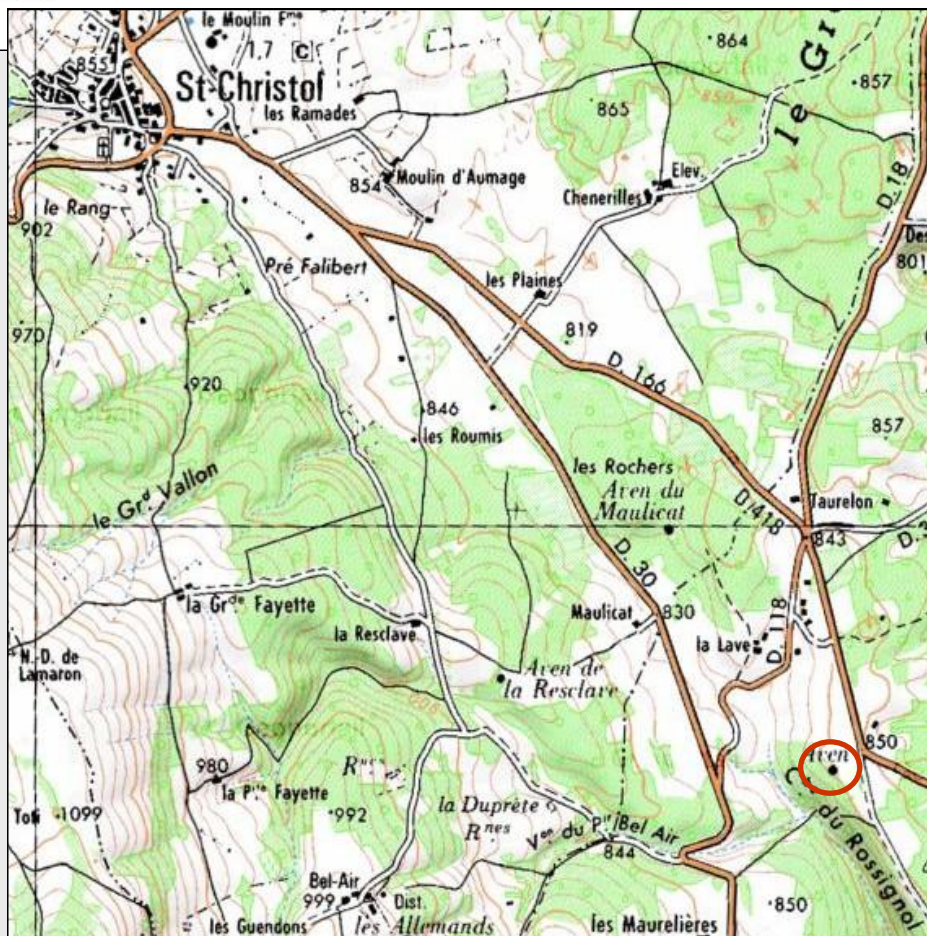 le Moulin Fme
864
le Gr
855
1.7
C
857
St-Christol
865
850
les Ramades
854
Moulin d'Aumage
Elev.
Chenerilles
D. 18
le Rang
902
Des
801
Pré Falibert
les Plaines
970
819
D. 166
920
846
les Roumis
857
le Grd Vallon
les Rochers
Aven du
Maulicat
D. 418
Taurelon
843
D. 30
la Grde Fayette
Maulicat
830
D. 118
la Resclave
la Lave
N.-D. de
Lamaron
Aven de
la Resclave
850
Aven
980
Rnes
la Pte Fayette
la Duprète
Rnes
1099
992
Von du Pit Bel Air
844
du Rossignol
Bel-Air
999
Dist.
850
les Guendons
les Allemands
les Maurelières